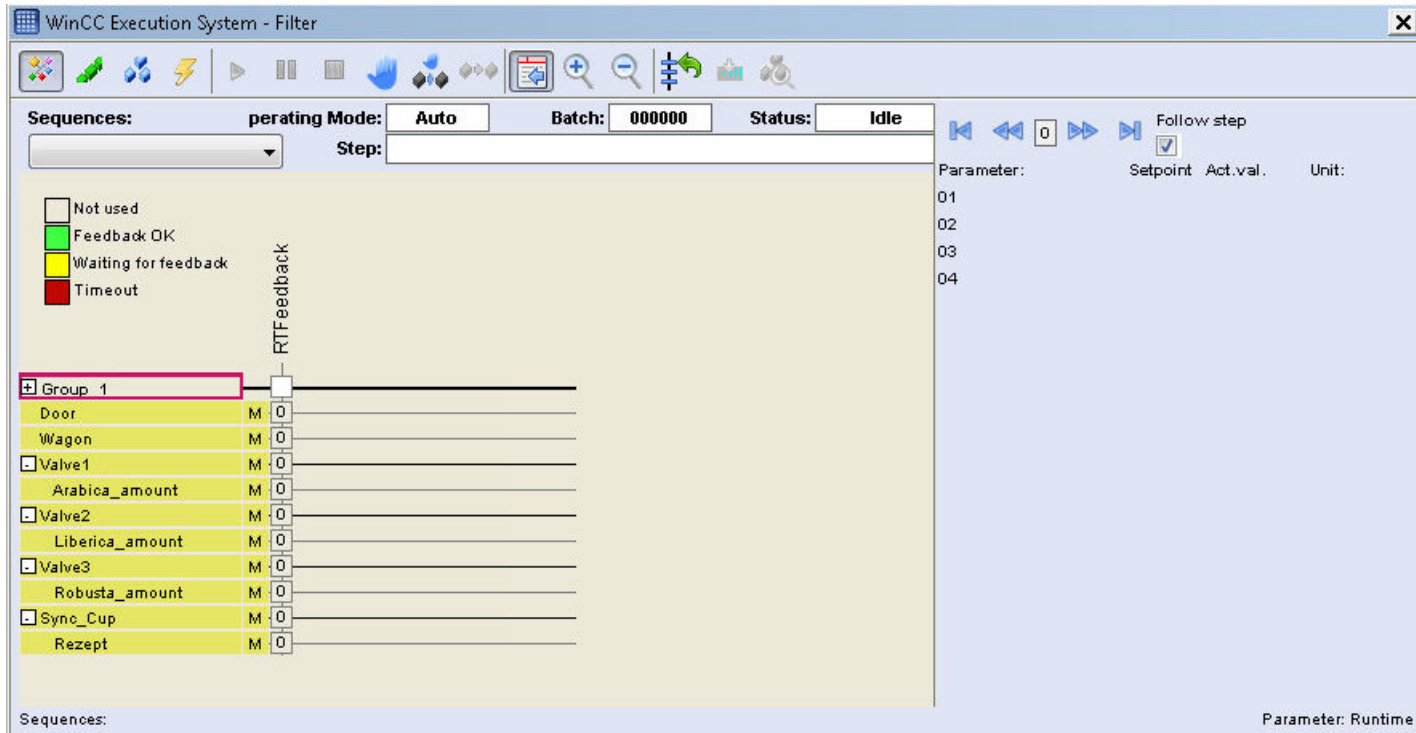 WinCC Execution System - Filter
Sequences: perating Mode: Auto Batch: 000000 Status: Idle
Step:
0 Follow step
Parameter: Setpoint Act.val. Unit:
01
02
03
04
Not used
Feedback OK
Waiting for feedback
Timeout
RTFeedback
Group_1
Door M 0
Wagon M 0
Valve1 M 0
Arabica_amount M 0
Valve2 M 0
Liberica_amount M 0
Valve3 M 0
Robusta_amount M 0
Sync_Cup M 0
Rezept M 0
Sequences: Parameter: Runtime